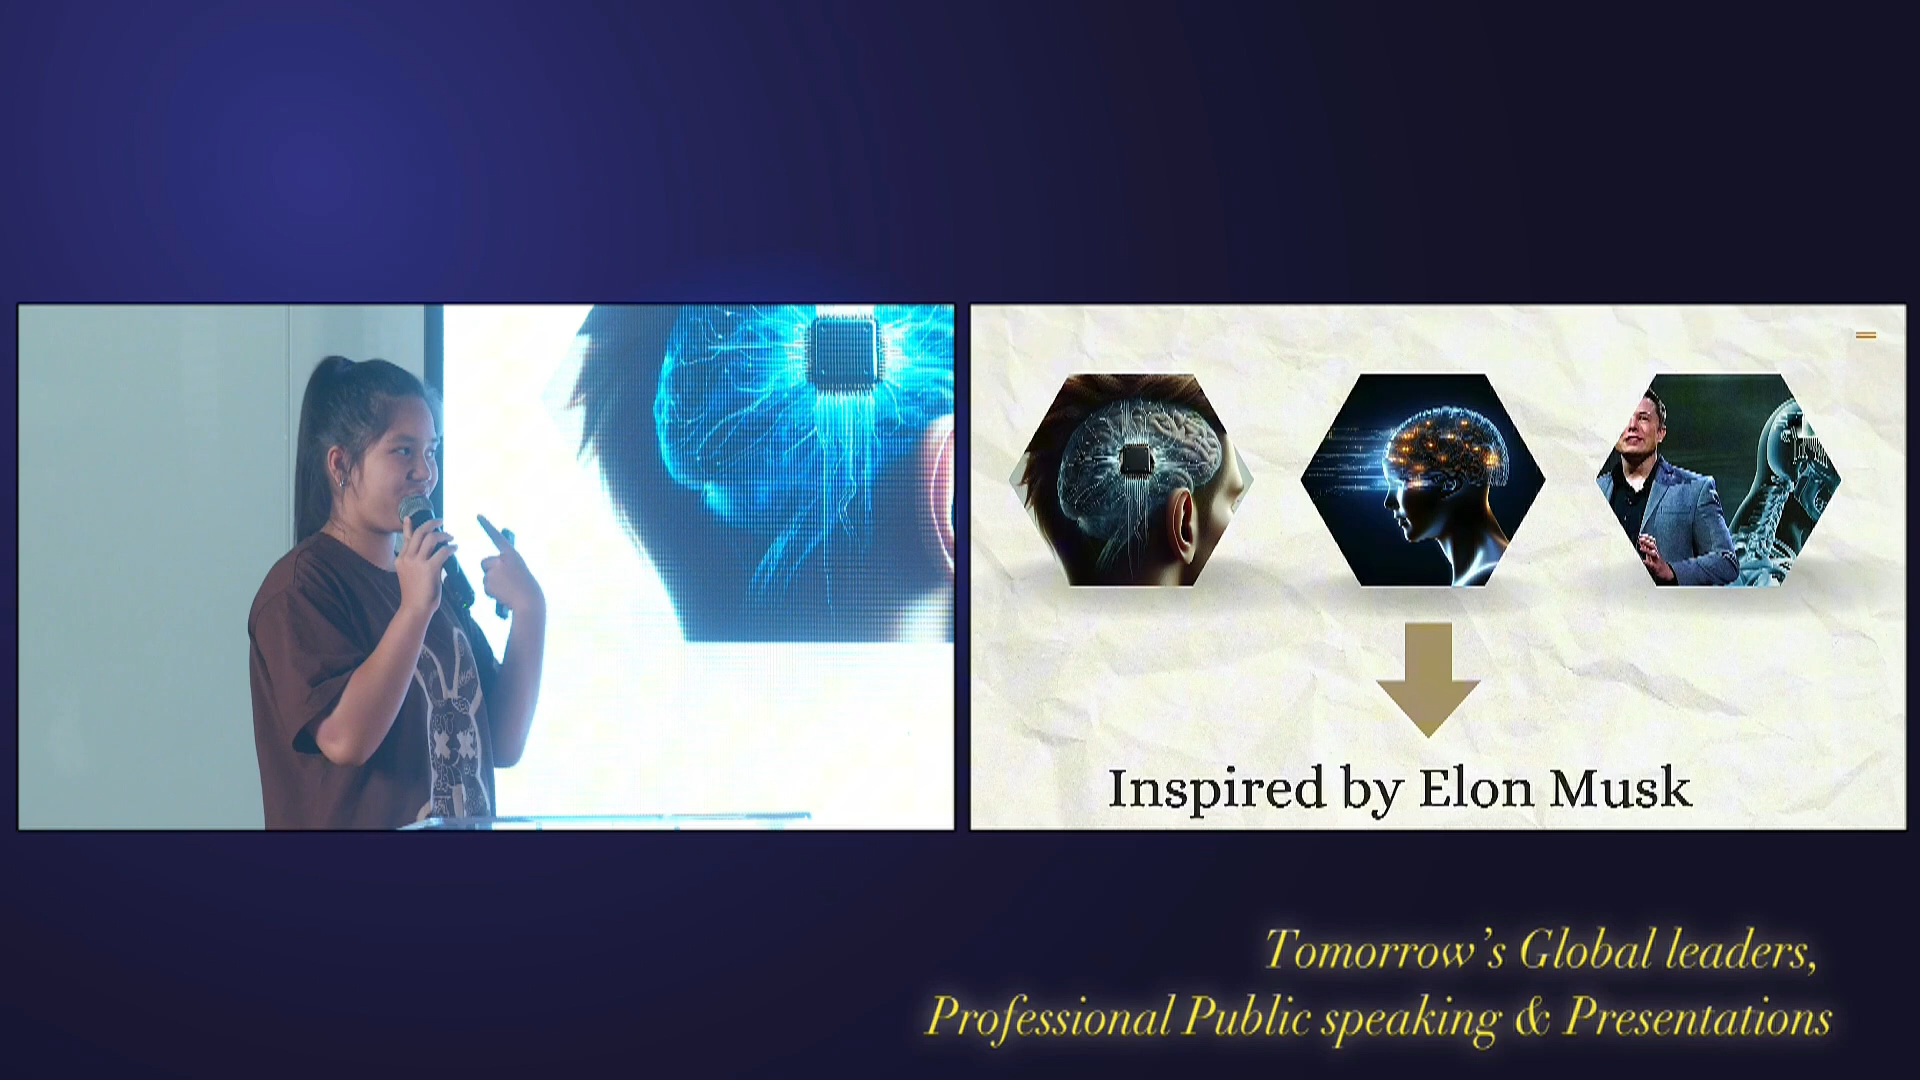 Inspired by Elon Musk
Tomorrow’s Global leaders,
Professional Public speaking & Presentations